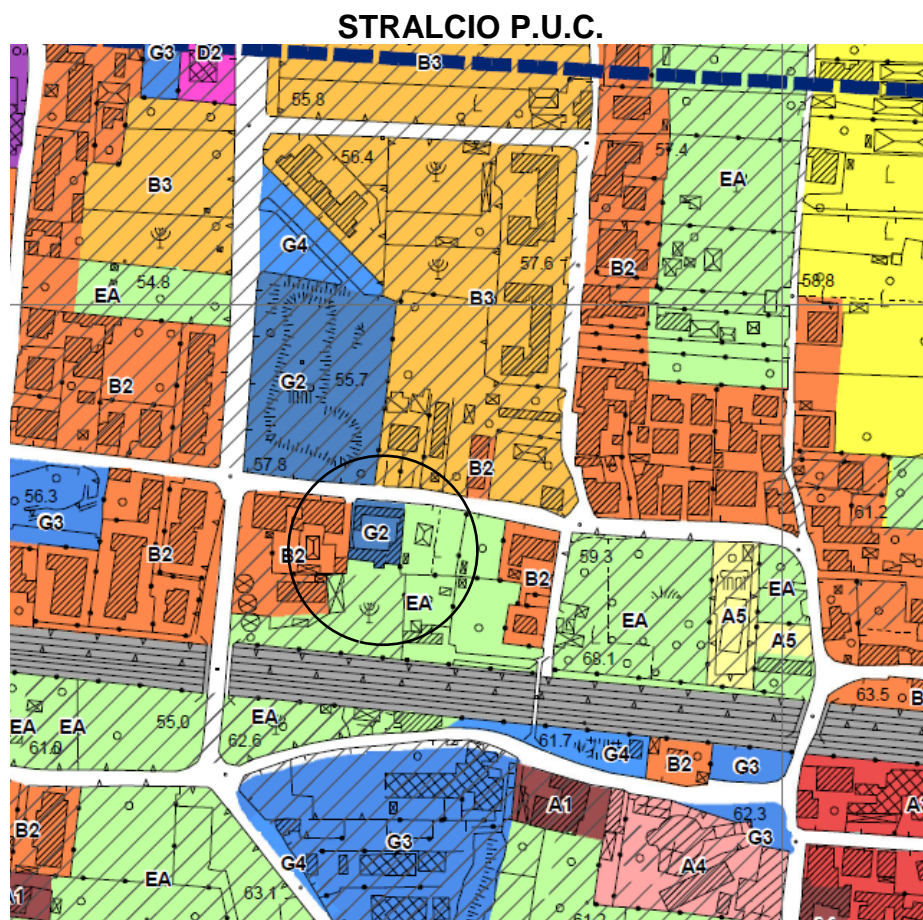 STRALCIO P.U.C.
G3 D2
B3
55.8
56.4
57.4
B3
EA
G4
57.6
B2
54.8
EA
B3
58.8
G2
55.7
B2
57.8
B2
56.3
G3
61.2
B2
B2
G2
59.3
B2
EA
EA
EA
A5
A5
68.1
EA
EA
55.0
EA
62.6
61.7
G4
B2
G3
63.5
B
A1
62.3
G3
A
B2
G3
G4
A4
EA
63.1
A1